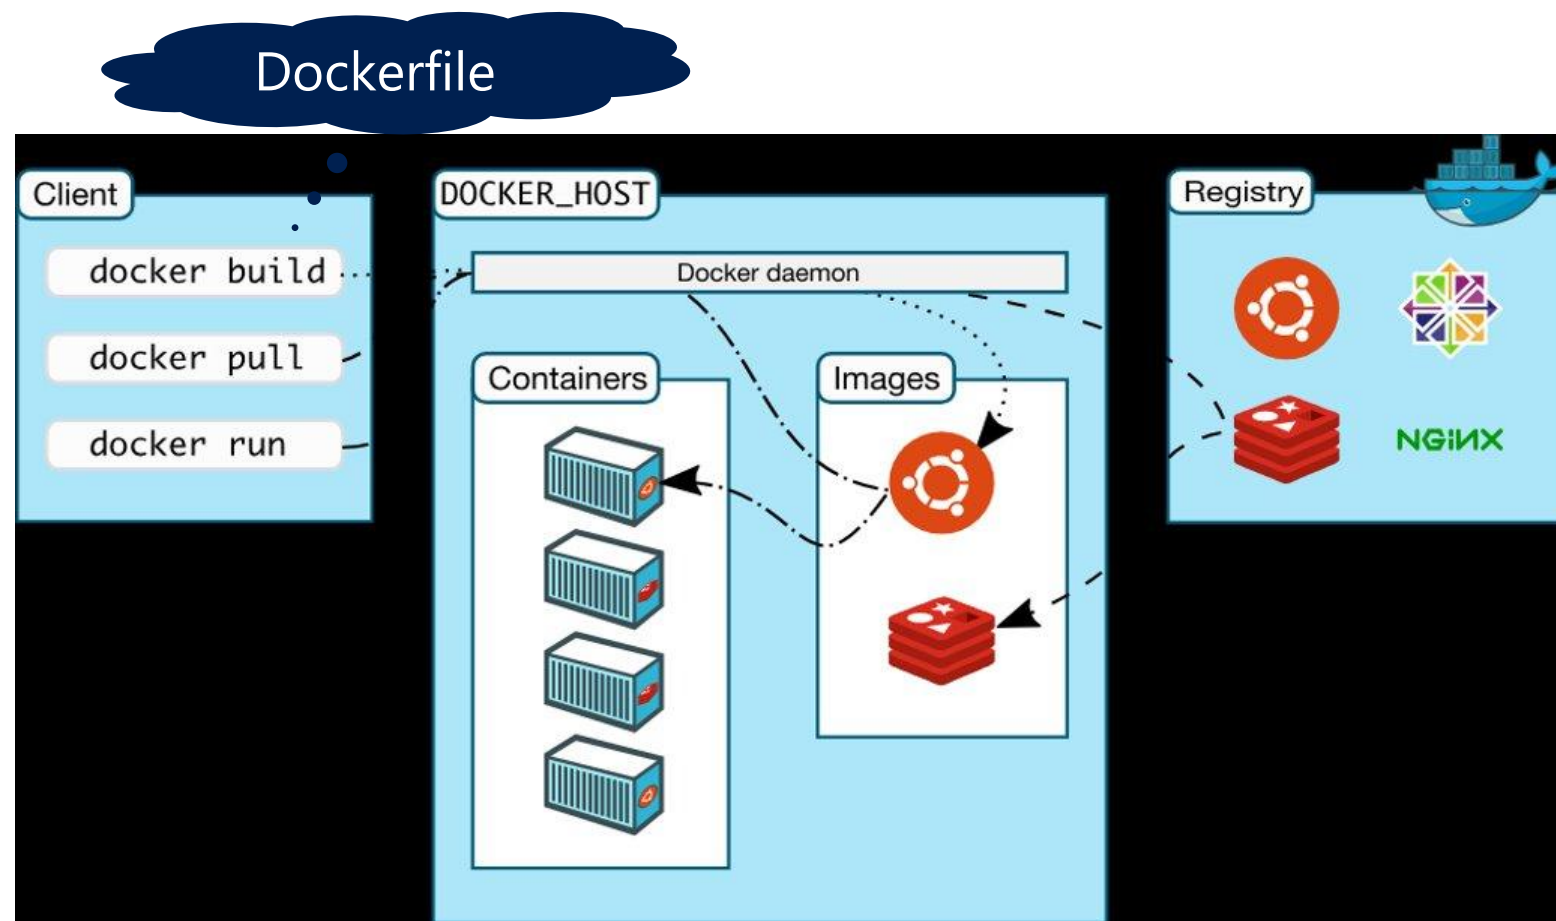 Dockerfile
Client
docker build
docker pull
docker run
DOCKER_HOST
Docker daemon
Containers
Images
Registry
NGiNX